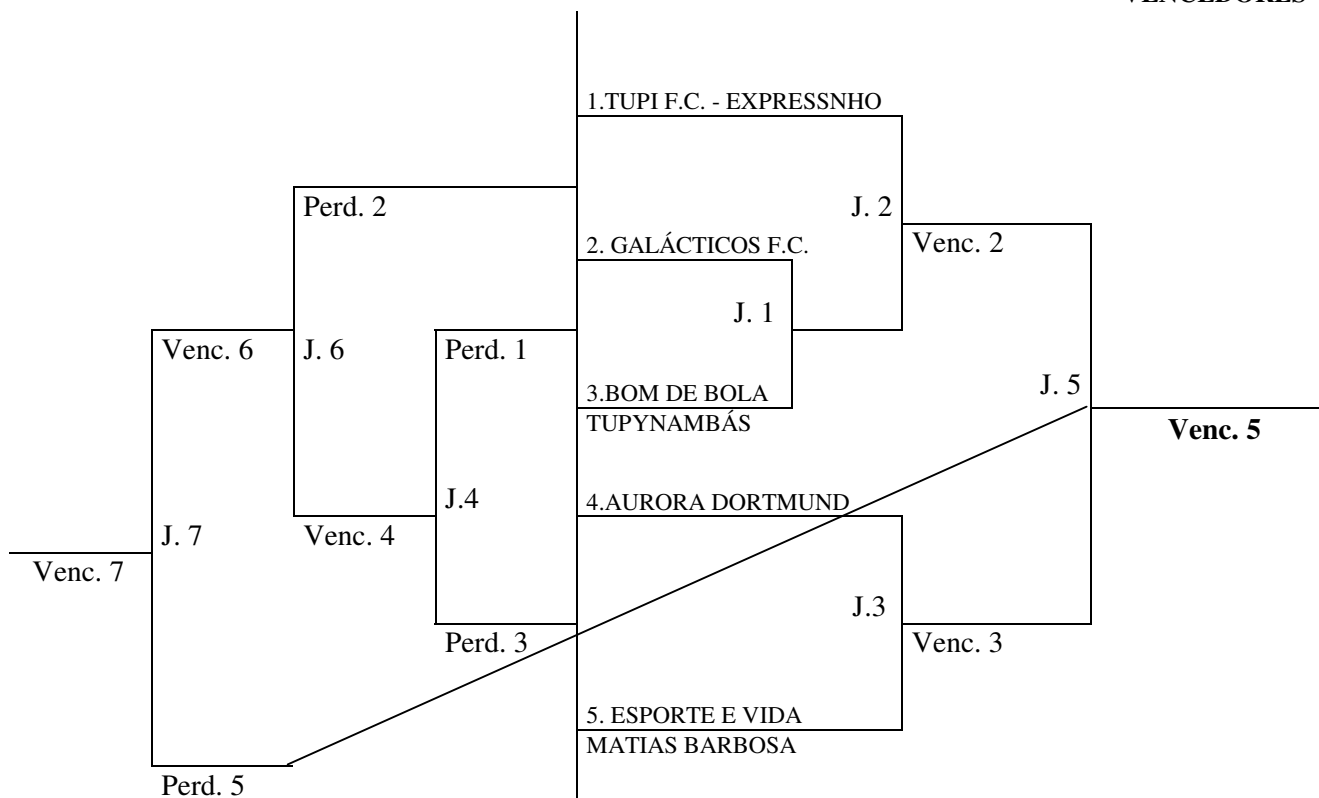 VENCEDORES
1.TUPI F.C. - EXPRESSNHO
Perd. 2
J. 2
2. GALÁCTICOS F.C.
Venc. 2
J. 1
Venc. 6
J. 6
Perd. 1
3.BOM DE BOLA
TUPYNAMBÁS
J. 5
Venc. 5
J.4
4.AURORA DORTMUND
J. 7
Venc. 4
Venc. 7
J.3
Perd. 3
Venc. 3
5. ESPORTE E VIDA
MATIAS BARBOSA
Perd. 5